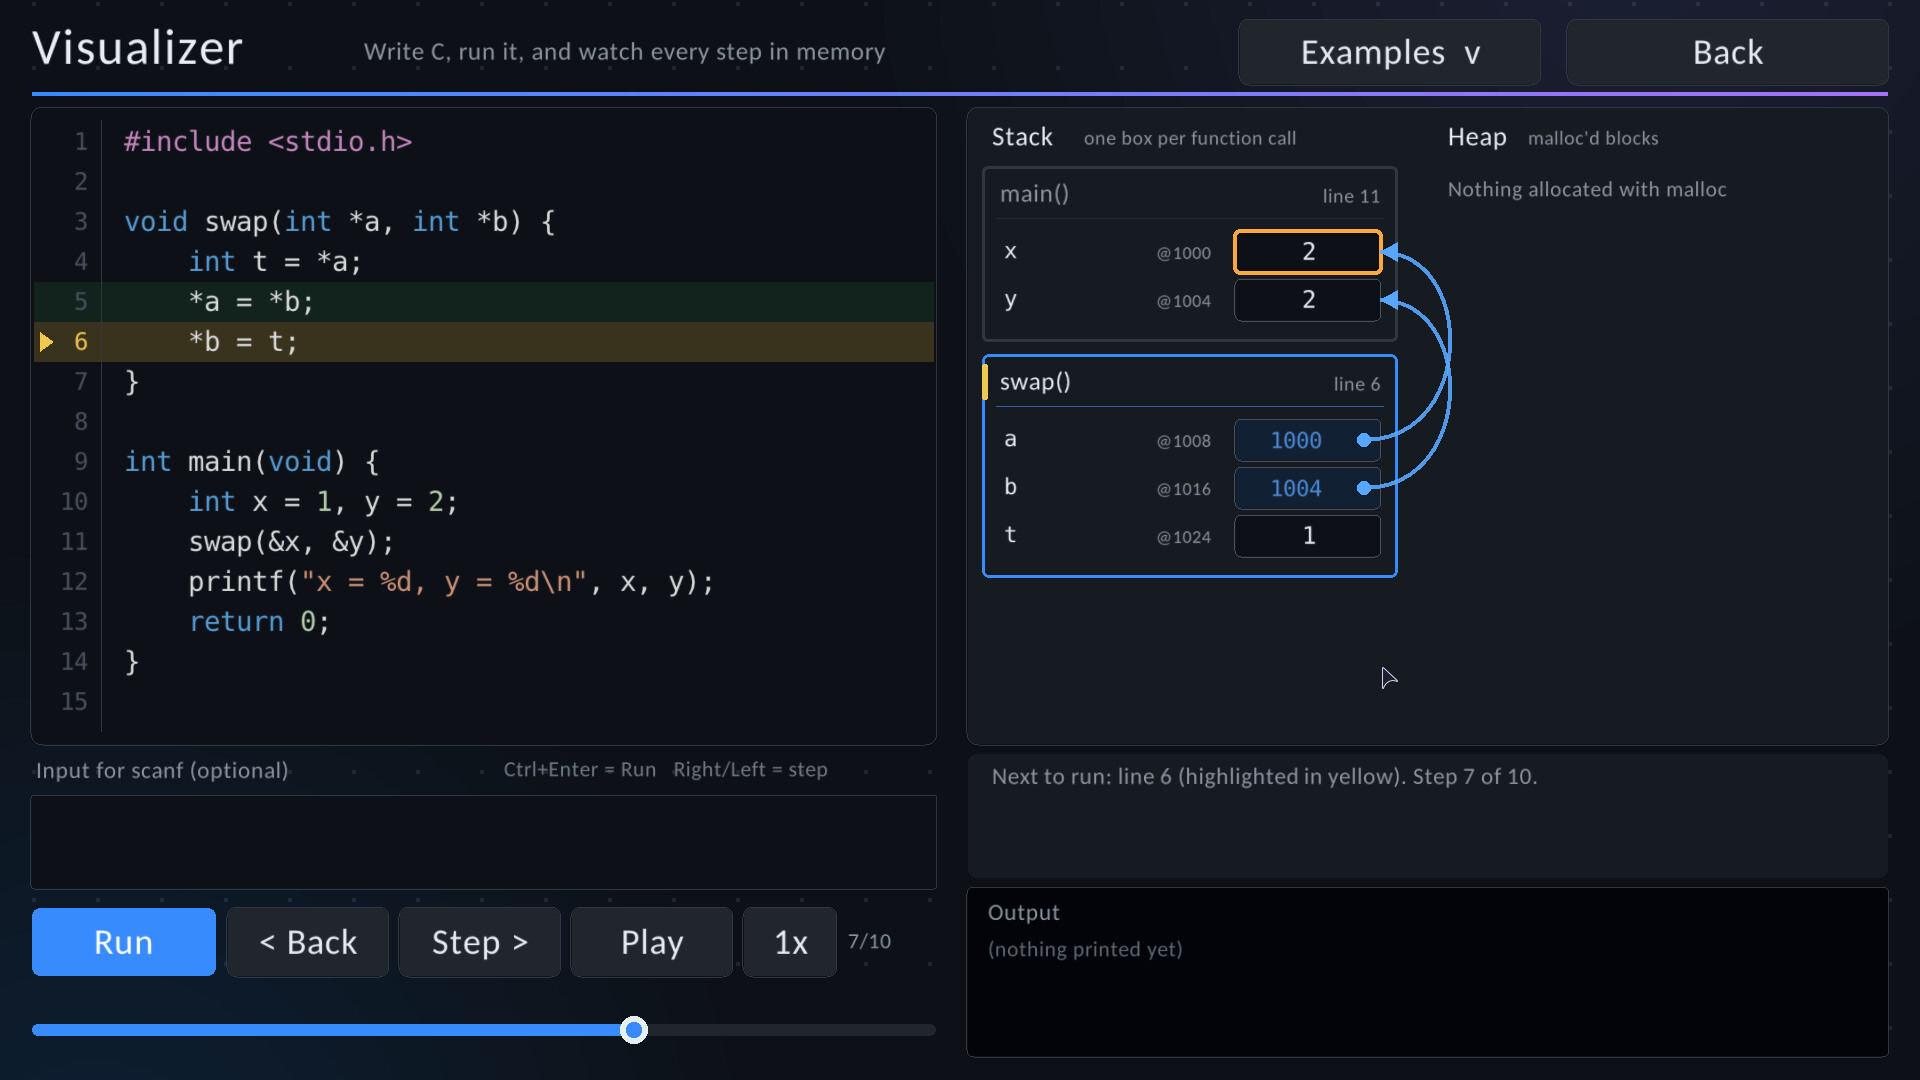 Visualizer
Write C, run it, and watch every step in memory
Examples v
Back
1 #include <stdio.h>
2
3 void swap(int *a, int *b) {
4     int t = *a;
5     *a = *b;
6     *b = t;
7 }
8
9 int main(void) {
10     int x = 1, y = 2;
11     swap(&x, &y);
12     printf("x = %d, y = %d\n", x, y);
13     return 0;
14 }
15
Stack one box per function call
main() line 11
x @1000 2
y @1004 2
swap() line 6
a @1008 1000
b @1016 1004
t @1024 1
Heap malloc'd blocks
Nothing allocated with malloc
Input for scanf (optional)
Ctrl+Enter = Run Right/Left = step
Next to run: line 6 (highlighted in yellow). Step 7 of 10.
Run
< Back
Step >
Play
1x
7/10
Output
(nothing printed yet)